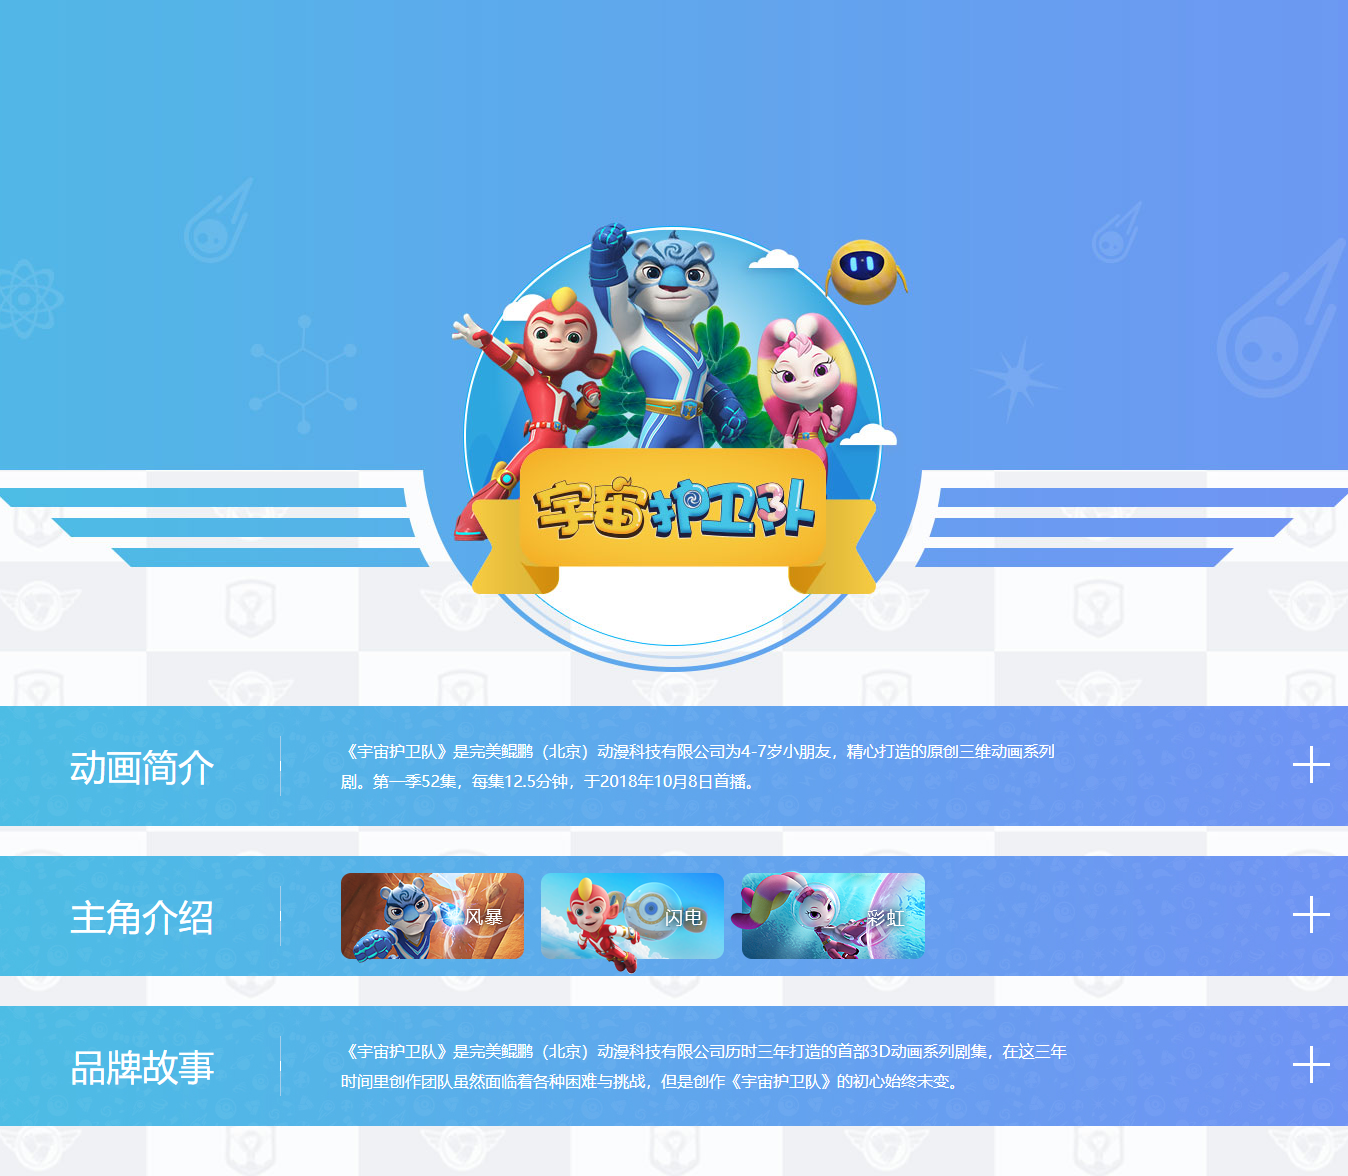 宇宙护卫队
动画简介
《宇宙护卫队》是完美鲲鹏（北京）动漫科技有限公司为4-7岁小朋友，精心打造的原创三维动画系列
剧。第一季52集，每集12.5分钟，于2018年10月8日首播。
主角介绍
风暴
闪电
彩虹
品牌故事
《宇宙护卫队》是完美鲲鹏（北京）动漫科技有限公司历时三年打造的首部3D动画系列剧集，在这三年
时间里创作团队虽然面临着各种困难与挑战，但是创作《宇宙护卫队》的初心始终未变。